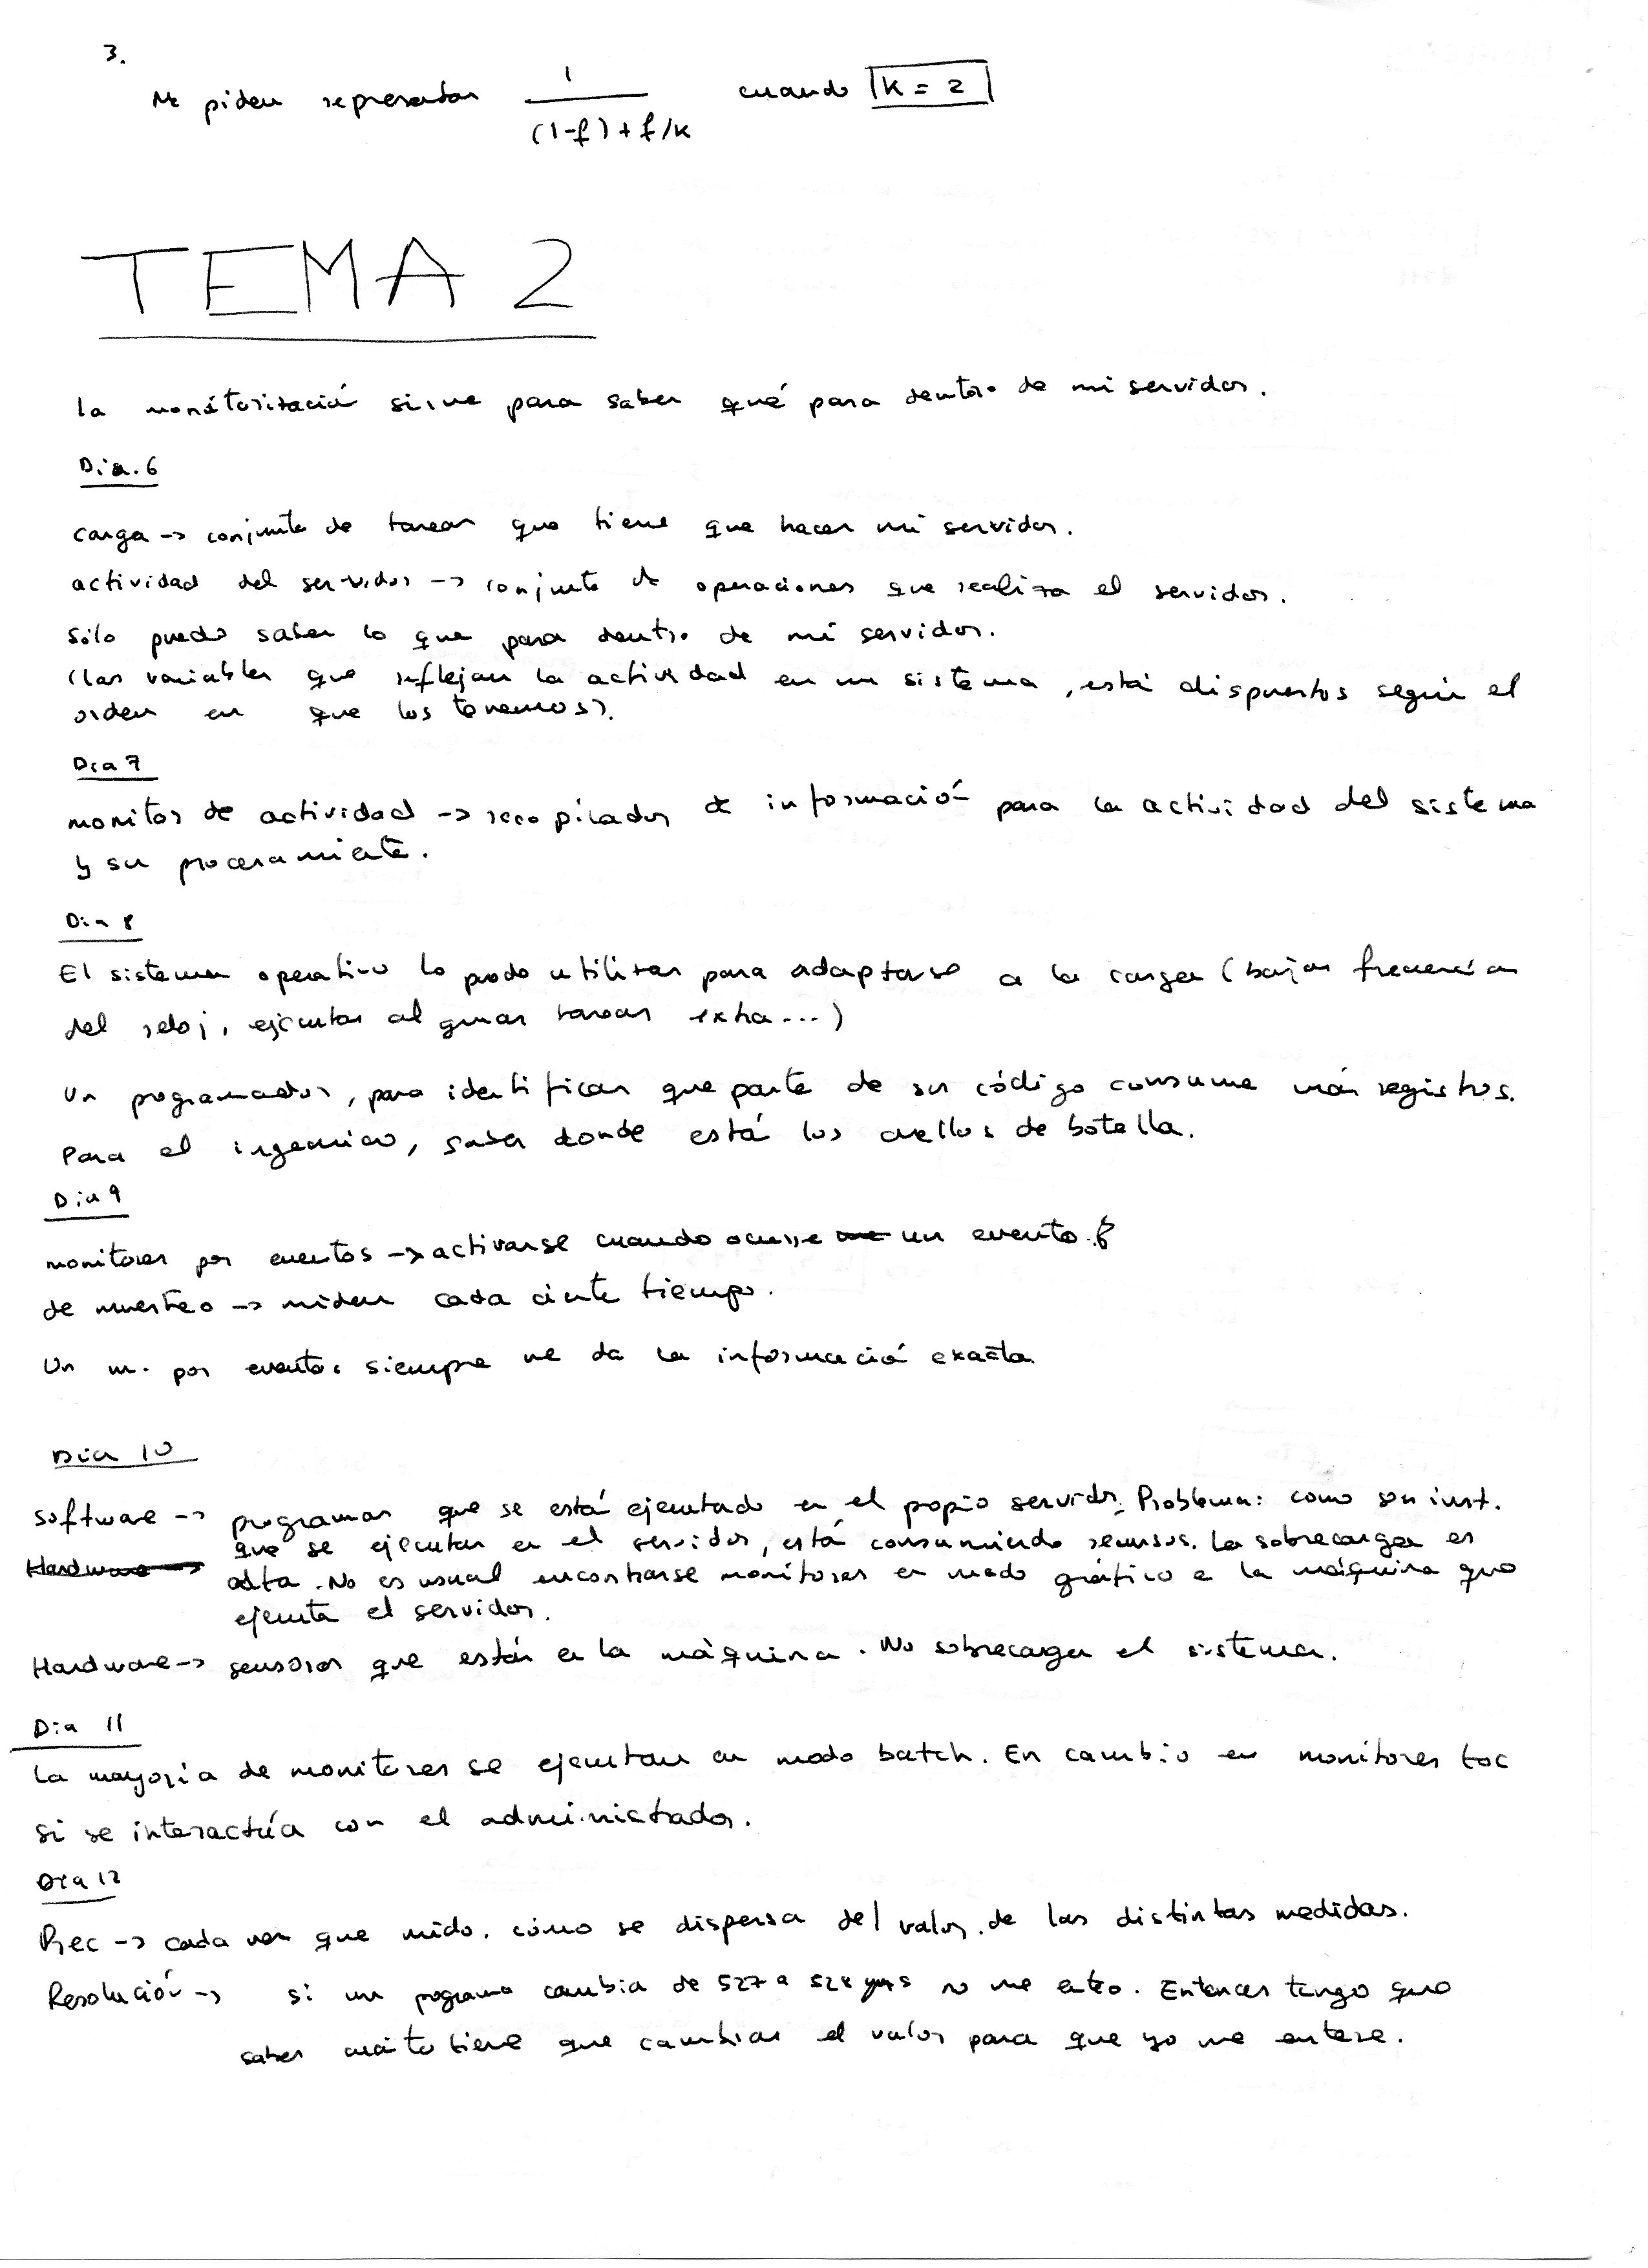 3.
Me piden representar 1 / ((1-f)+f/k) cuando k = 2
TEMA 2
La monitorizació sirve para saber qué pasa dentro de mi servidor.
Dia. 6
carga -> conjunto de tareas que tiene que hacer mi servidor.
actividad del servidor -> conjunto de operaciones que realiza el servidor.
Sólo puedo saber lo que pasa dentro de mi servidor.
(las variables que reflejan la actividad en un sistema, está dispuestos según el
orden en que los tenemos).
Dia 7
monitor de actividad -> recopilador de informació para la actividad del sistema
y su procesamiento.
Dia 8
El sistema operativo lo puedo utilizar para adaptarse a la carga (bajar frecuencia
del reloj, ejecutar algunas tareas extra...)
Un programador, para identificar que parte de su código consume más registros.
Para el ingeniero, saber donde está los cuellos de botella.
Dia 9
monitores por eventos -> activarse cuando ocurre un evento.
de muestreo -> miden cada cierto tiempo.
Un m. por eventos siempre me da la informació exacta
Dia 10
software -> programas que se está ejecutado en el propio servidor. Problema: como son inst.
que se ejecutan en el servidor, está consumiendo recursos. La sobrecarga es
Hardware -> alta. No es usual encontrarse monitores en modo gráfico e la máquina que
ejecuta el servidor.
Hardware -> sensores que están e la máquina. No sobrecarga el sistema.
Dia 11
La mayoría de monitores se ejecutan en modo batch. En cambio en monitores toc
si se interactúa con el administrador.
Dia 12
Prec -> cada vez que mido. cómo se dispersa del valor de las distintas medidas.
Resolución -> si un programa cambia de 527 a 528 no me entero. Entonces tengo que
saber cuánto tiene que cambiar el valor para que yo me entere.